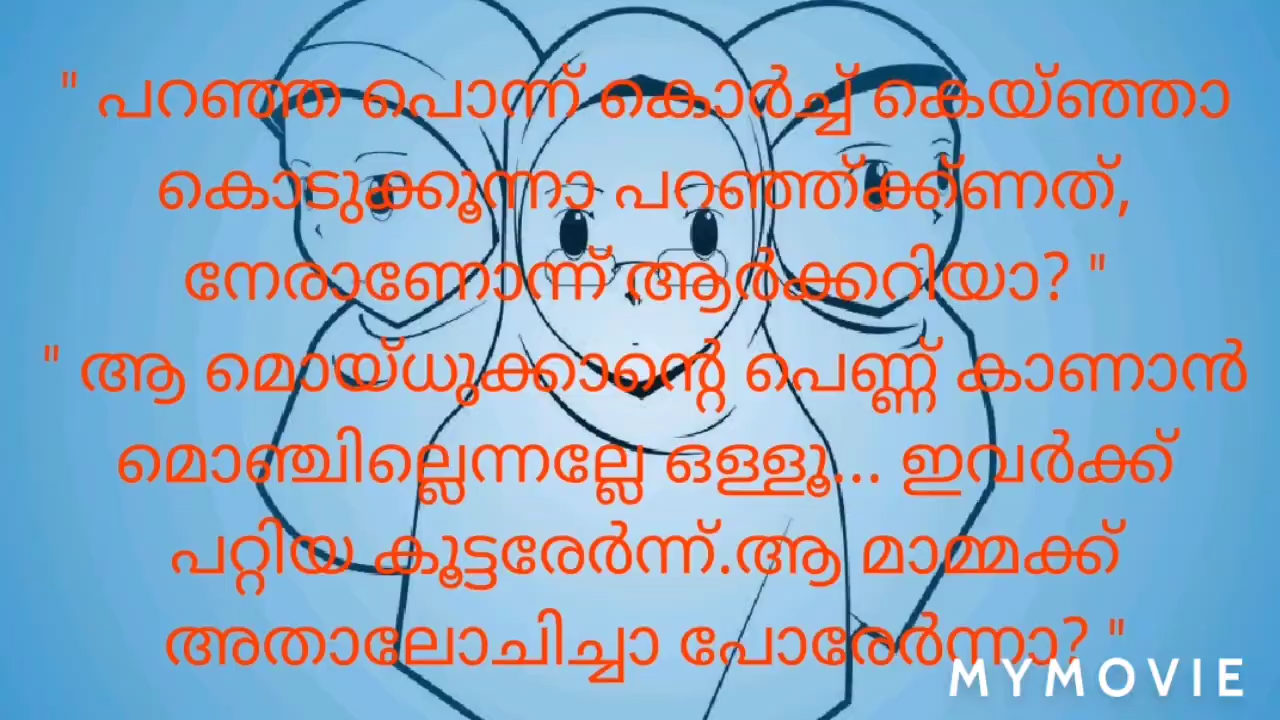 " പറഞ്ഞ പൊന്ന് കൊർച്ച് കെയ്ഞ്ഞാ
കൊടുക്കൂന്നാ പറഞ്ഞ്ക്ക്ണത്,
നേരാണോന്ന് ആർക്കറിയാ? "
" ആ മൊയ്ധുക്കാന്റെ പെണ്ണ് കാണാൻ
മൊഞ്ചില്ലെന്നല്ലേ ഒള്ളൂ... ഇവർക്ക്
പറ്റിയ കൂട്ടരേർന്ന്.ആ മാമ്മക്ക്
അതാലോചിച്ചാ പോരേർന്നാ? "
MYMOVIE